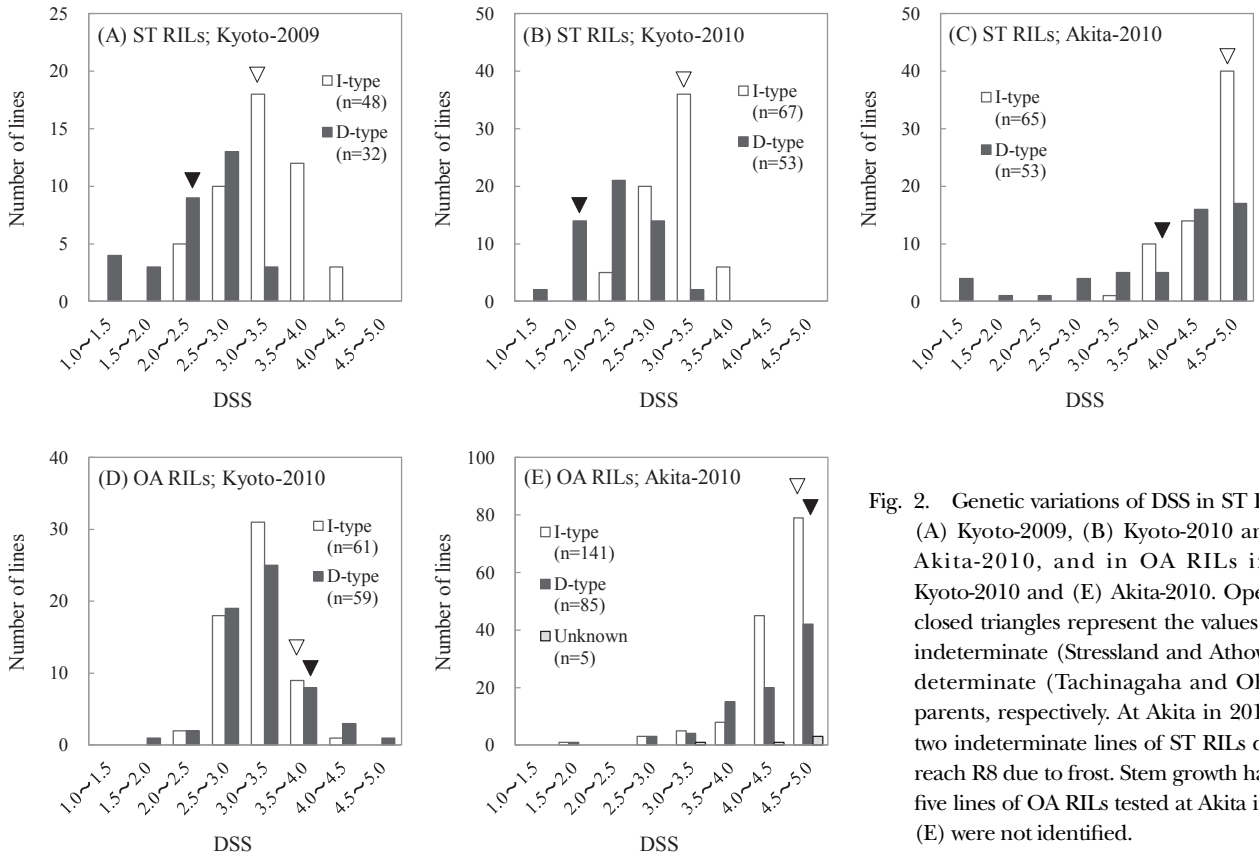 25
20
15
10
5
0
Number of lines
(A) ST RILs; Kyoto-2009
I-type
(n=48)
D-type
(n=32)
1.0~1.5
1.5~2.0
2.0~2.5
2.5~3.0
3.0~3.5
3.5~4.0
4.0~4.5
4.5~5.0
DSS
50
40
30
20
10
0
Number of lines
(B) ST RILs; Kyoto-2010
I-type
(n=67)
D-type
(n=53)
1.0~1.5
1.5~2.0
2.0~2.5
2.5~3.0
3.0~3.5
3.5~4.0
4.0~4.5
4.5~5.0
DSS
50
40
30
20
10
0
Number of lines
(C) ST RILs; Akita-2010
I-type
(n=65)
D-type
(n=53)
1.0~1.5
1.5~2.0
2.0~2.5
2.5~3.0
3.0~3.5
3.5~4.0
4.0~4.5
4.5~5.0
DSS
40
30
20
10
0
Number of lines
(D) OA RILs; Kyoto-2010
I-type
(n=61)
D-type
(n=59)
1.0~1.5
1.5~2.0
2.0~2.5
2.5~3.0
3.0~3.5
3.5~4.0
4.0~4.5
4.5~5.0
DSS
100
80
60
40
20
0
Number of lines
(E) OA RILs; Akita-2010
I-type
(n=141)
D-type
(n=85)
Unknown
(n=5)
1.0~1.5
1.5~2.0
2.0~2.5
2.5~3.0
3.0~3.5
3.5~4.0
4.0~4.5
4.5~5.0
DSS
Fig. 2. Genetic variations of DSS in ST
(A) Kyoto-2009, (B) Kyoto-2010
Akita-2010, and in OA RILs
Kyoto-2010 and (E) Akita-2010.
closed triangles represent the values
indeterminate (Stressland and
determinate (Tachinagaha and
parents, respectively. At Akita in
two indeterminate lines of ST RILs
reach R8 due to frost. Stem growth
five lines of OA RILs tested at Akita
(E) were not identified.